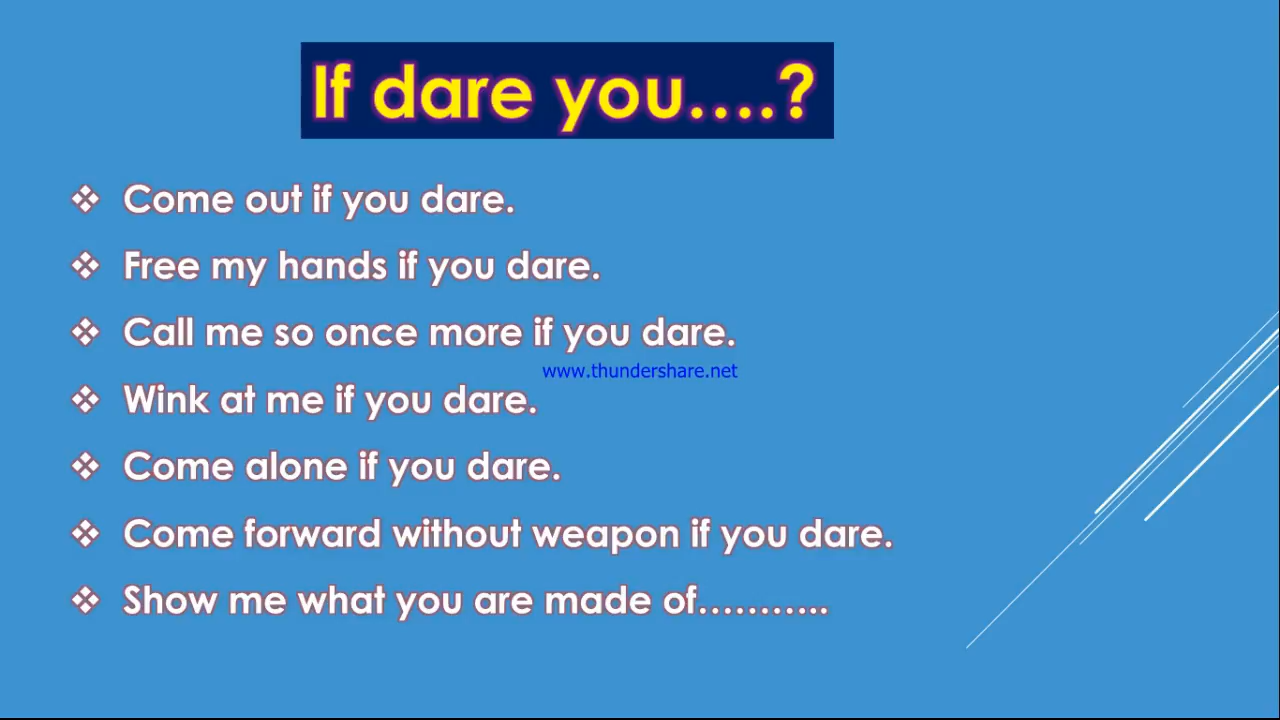 If dare you....?
❖ Come out if you dare.
❖ Free my hands if you dare.
❖ Call me so once more if you dare.
www.thundershare.net
❖ Wink at me if you dare.
❖ Come alone if you dare.
❖ Come forward without weapon if you dare.
❖ Show me what you are made of………..